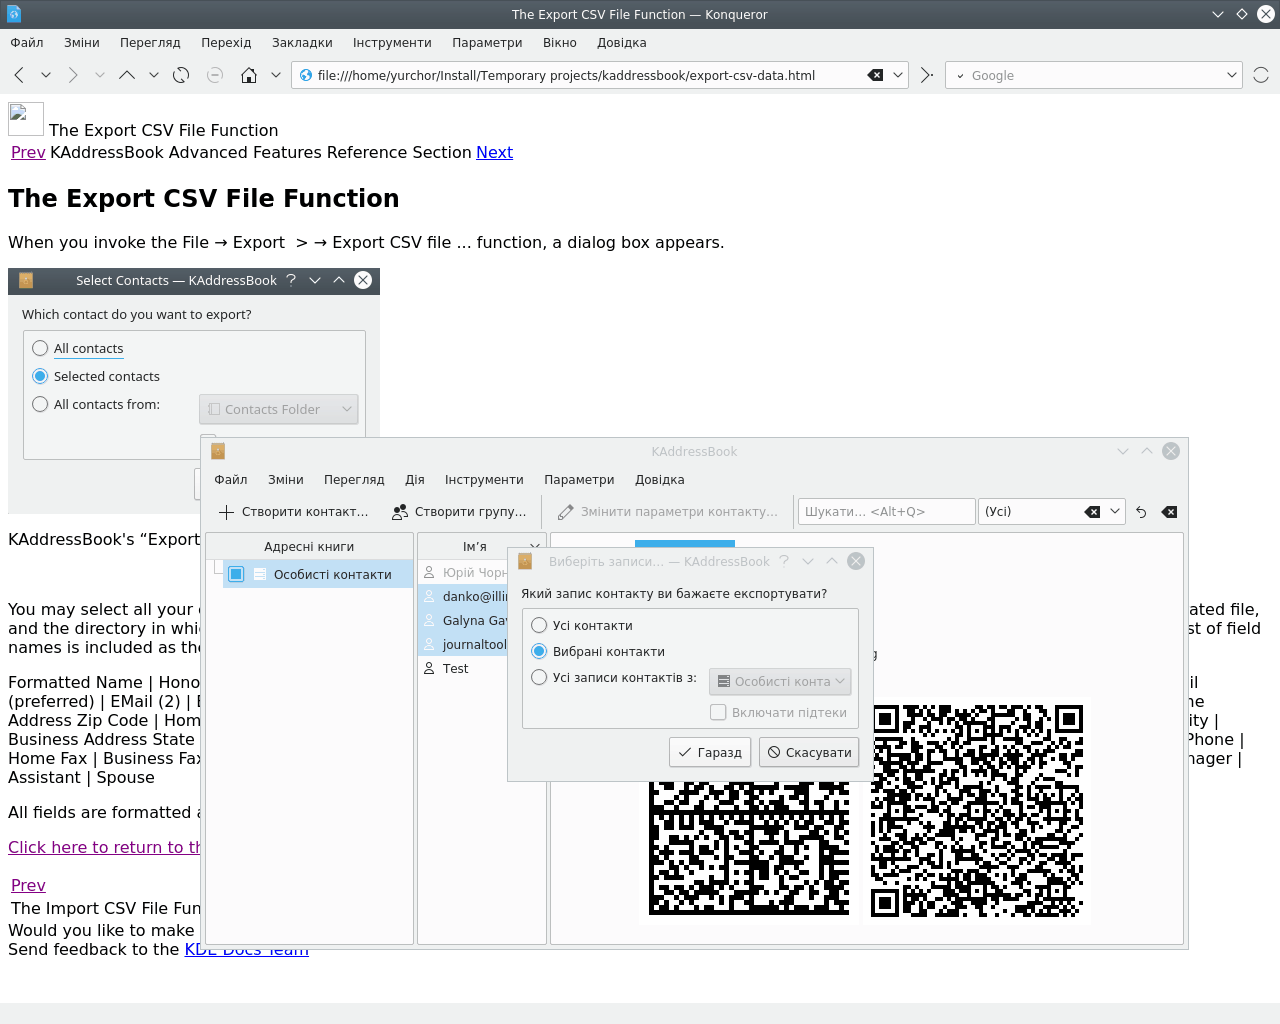 The Export CSV File Function — Konqueror
Файл Зміни Перегляд Перехід Закладки Інструменти Параметри Вікно Довідка
file:///home/yurchor/Install/Temporary projects/kaddressbook/export-csv-data.html
Google
The Export CSV File Function
Prev KAddressBook Advanced Features Reference Section Next
The Export CSV File Function
When you invoke the File → Export > → Export CSV file ... function, a dialog box appears.
Select Contacts — KAddressBook
Which contact do you want to export?
All contacts
Selected contacts
All contacts from:
Contacts Folder
KAddressBook's “Export
You may select all your
ated file,
and the directory in whi
st of field
names is included as the
Formatted Name | Hono
il
(preferred) | EMail (2) |
ne
Address Zip Code | Hom
ity |
Business Address State
Phone |
Home Fax | Business Fax
nager |
Assistant | Spouse
All fields are formatted
Click here to return to th
Prev
The Import CSV File Fun
Would you like to make
Send feedback to the KDE Docs Team
KAddressBook
Файл Зміни Перегляд Дія Інструменти Параметри Довідка
Створити контакт... Створити групу... Змінити параметри контакту... Шукати... <Alt+Q> (Усі)
Адресні книги
Особисті контакти
Ім’я
Юрій Чорн
danko@illi
Galyna Gav
journaltool
Test
g
Виберіть записи... — KAddressBook
Який запис контакту ви бажаєте експортувати?
Усі контакти
Вибрані контакти
Усі записи контактів з:
Особисті конта
Включати підтеки
Гаразд
Скасувати